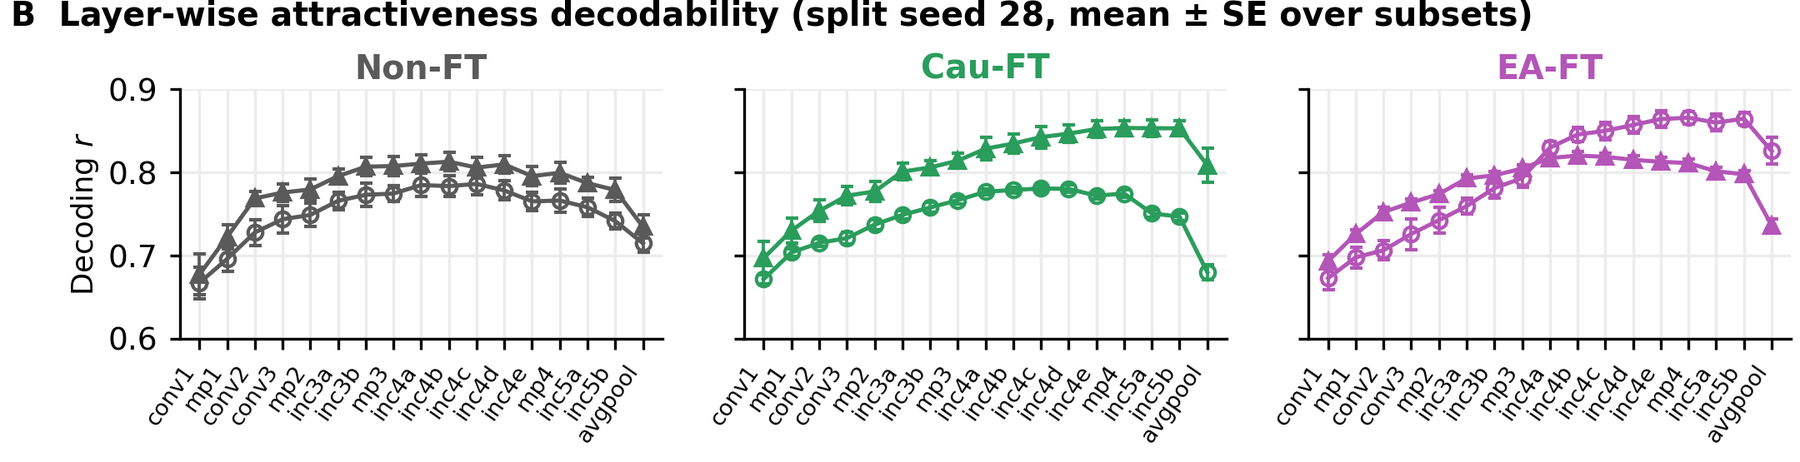 B Layer-wise attractiveness decodability (split seed 28, mean ± SE over subsets)
Non-FT
Cau-FT
EA-FT
Decoding r
0.9
0.8
0.7
0.6
conv1 mp1 conv2 conv3 mp2 inc3a inc3b mp3 inc4a inc4b inc4c inc4d inc4e mp4 inc5a inc5b avgpool
conv1 mp1 conv2 conv3 mp2 inc3a inc3b mp3 inc4a inc4b inc4c inc4d inc4e mp4 inc5a inc5b avgpool
conv1 mp1 conv2 conv3 mp2 inc3a inc3b mp3 inc4a inc4b inc4c inc4d inc4e mp4 inc5a inc5b avgpool